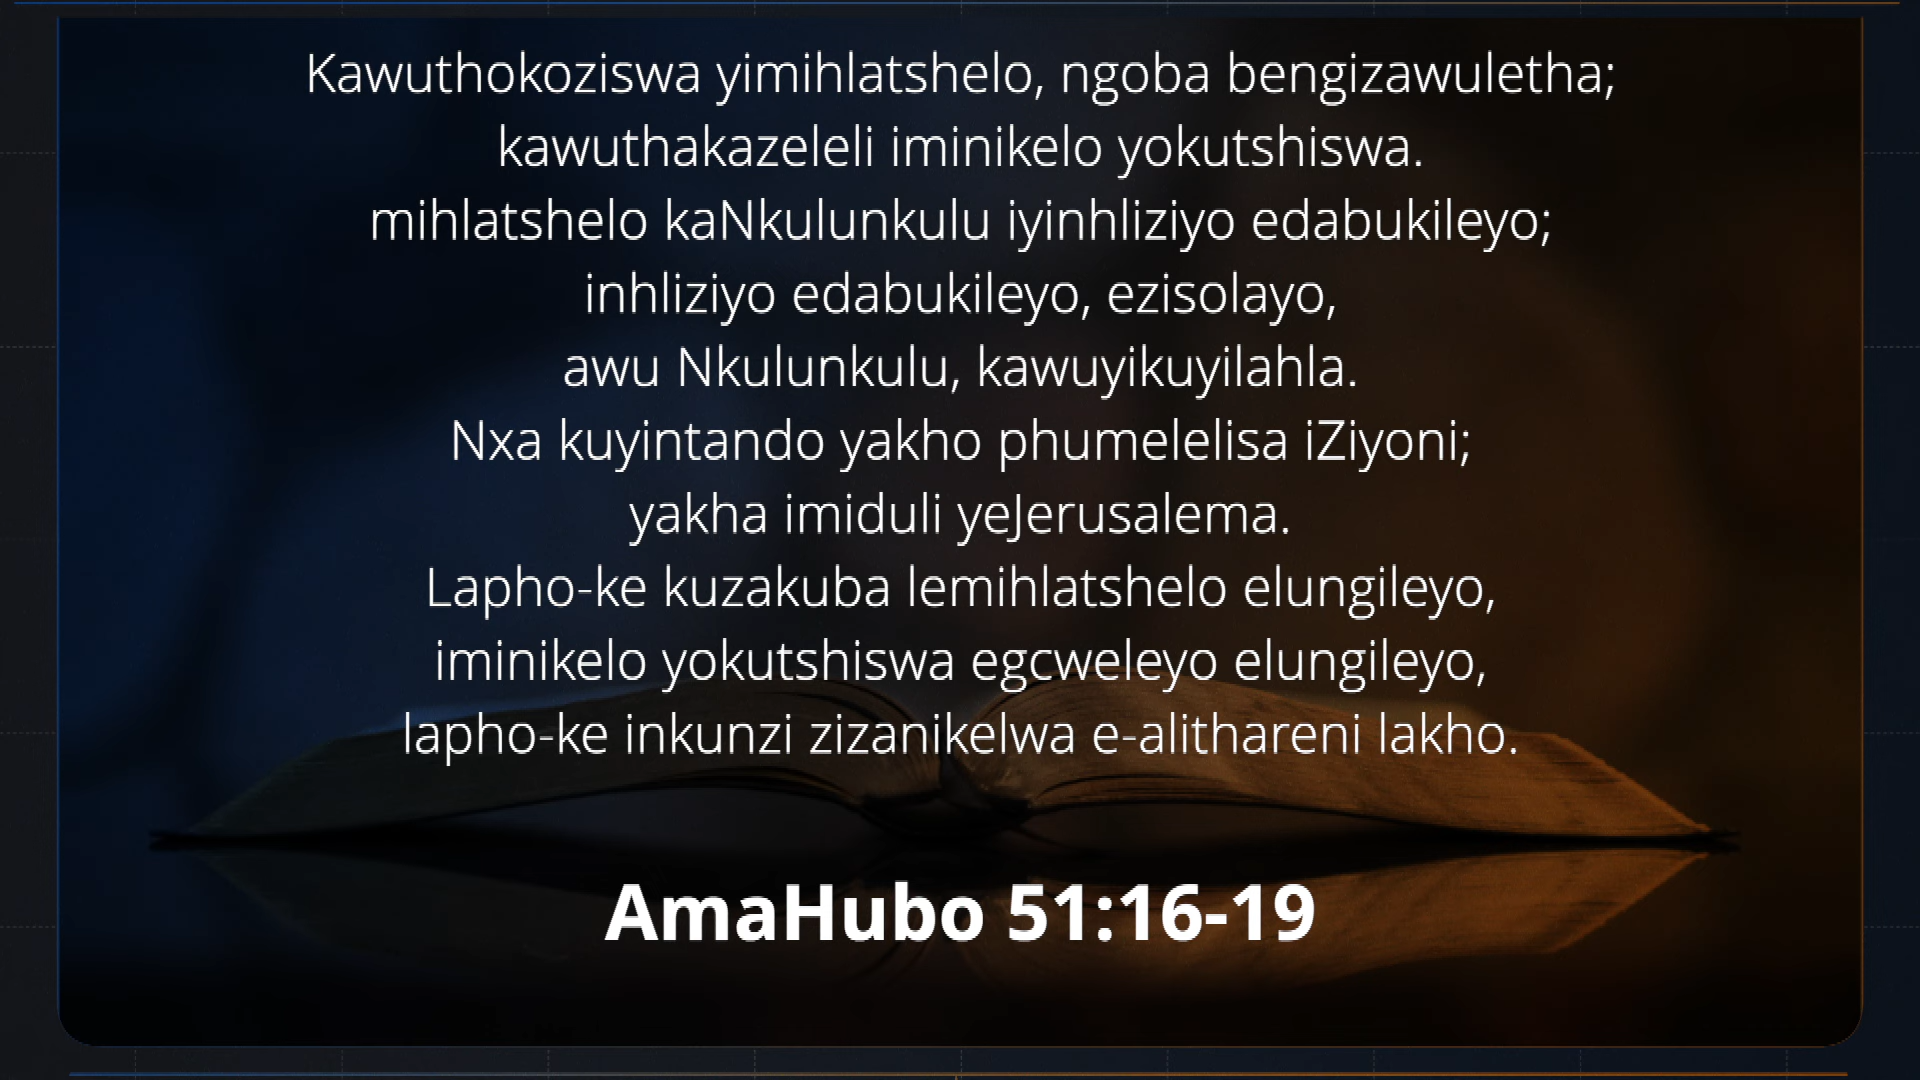 Kawuthokoziswa yimihlatshelo, ngoba bengizawuletha;
kawuthakazeleli iminikelo yokutshiswa.
mihlatshelo kaNkulunkulu iyinhliziyo edabukileyo;
inhliziyo edabukileyo, ezisolayo,
awu Nkulunkulu, kawuyikuyilahla.
Nxa kuyintando yakho phumelelisa iZiyoni;
yakha imiduli yeJerusalema.
Lapho-ke kuzakuba lemihlatshelo elungileyo,
iminikelo yokutshiswa egcweleyo elungileyo,
lapho-ke inkunzi zizanikelwa e-alithareni lakho.
AmaHubo 51:16-19